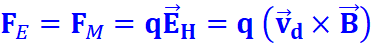 𝐅_E = 𝐅_M = 𝐪E⃗_𝐇 = 𝐪 (v⃗_𝐝 × B⃗)